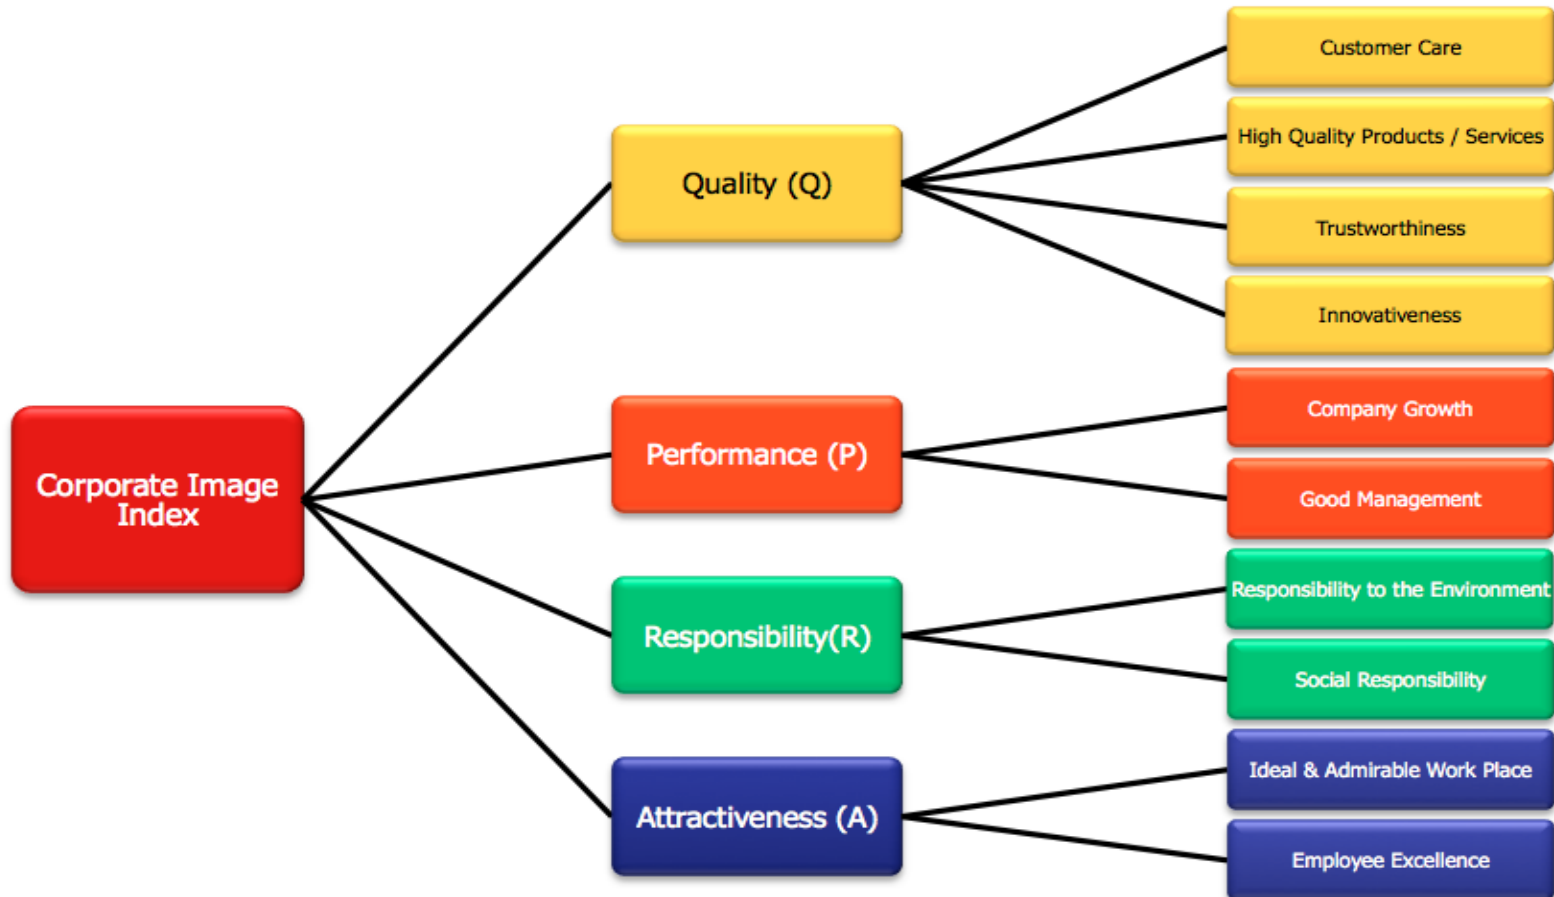 Corporate Image
Index
Quality (Q)
Performance (P)
Responsibility(R)
Attractiveness (A)
Customer Care
High Quality Products / Services
Trustworthiness
Innovativeness
Company Growth
Good Management
Responsibility to the Environment
Social Responsibility
Ideal & Admirable Work Place
Employee Excellence